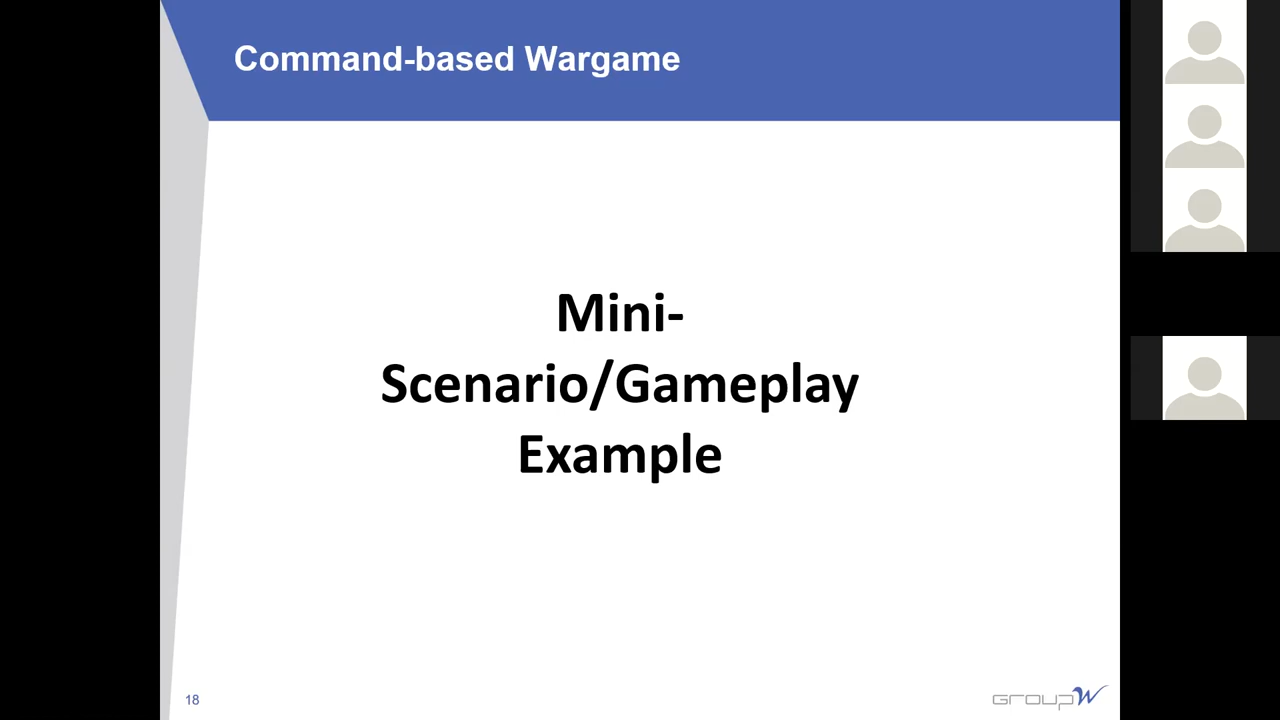 Command-based Wargame
Mini-
Scenario/Gameplay
Example
18
GroupW